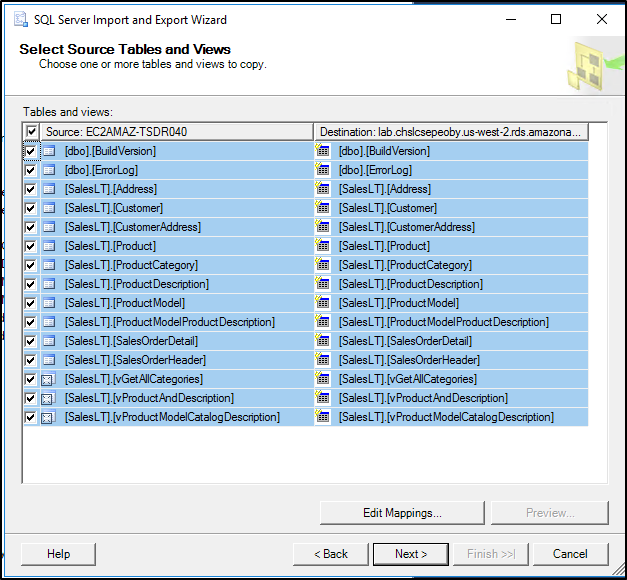 SQL Server Import and Export Wizard
Select Source Tables and Views
Choose one or more tables and views to copy.
Tables and views:
Source: EC2AMAZ-TSDR040 Destination: lab.chslcsepeoby.us-west-2.rds.amazona...
[dbo].[BuildVersion] [dbo].[BuildVersion]
[dbo].[ErrorLog] [dbo].[ErrorLog]
[SalesLT].[Address] [SalesLT].[Address]
[SalesLT].[Customer] [SalesLT].[Customer]
[SalesLT].[CustomerAddress] [SalesLT].[CustomerAddress]
[SalesLT].[Product] [SalesLT].[Product]
[SalesLT].[ProductCategory] [SalesLT].[ProductCategory]
[SalesLT].[ProductDescription] [SalesLT].[ProductDescription]
[SalesLT].[ProductModel] [SalesLT].[ProductModel]
[SalesLT].[ProductModelProductDescription] [SalesLT].[ProductModelProductDescription]
[SalesLT].[SalesOrderDetail] [SalesLT].[SalesOrderDetail]
[SalesLT].[SalesOrderHeader] [SalesLT].[SalesOrderHeader]
[SalesLT].[vGetAllCategories] [SalesLT].[vGetAllCategories]
[SalesLT].[vProductAndDescription] [SalesLT].[vProductAndDescription]
[SalesLT].[vProductModelCatalogDescription] [SalesLT].[vProductModelCatalogDescription]
Edit Mappings... Preview...
Help < Back Next > Finish >>| Cancel